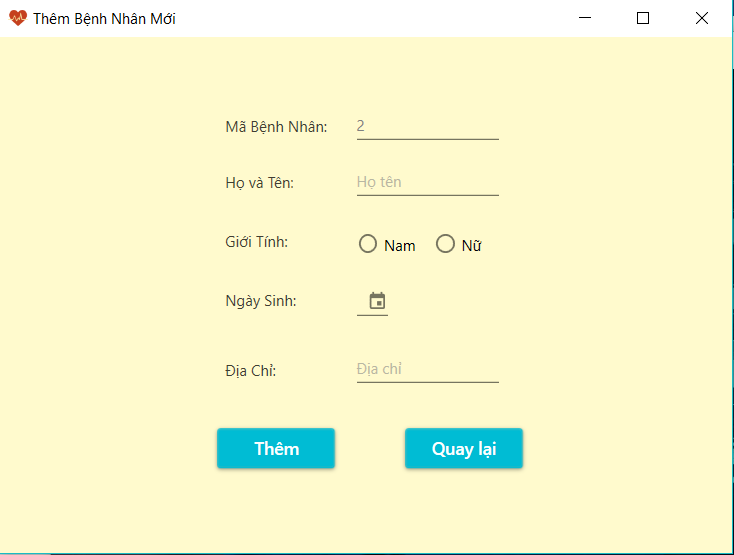 Thêm Bệnh Nhân Mới
Mã Bệnh Nhân: 2
Họ và Tên: Họ tên
Giới Tính: Nam Nữ
Ngày Sinh:
Địa Chỉ: Địa chỉ
Thêm Quay lại